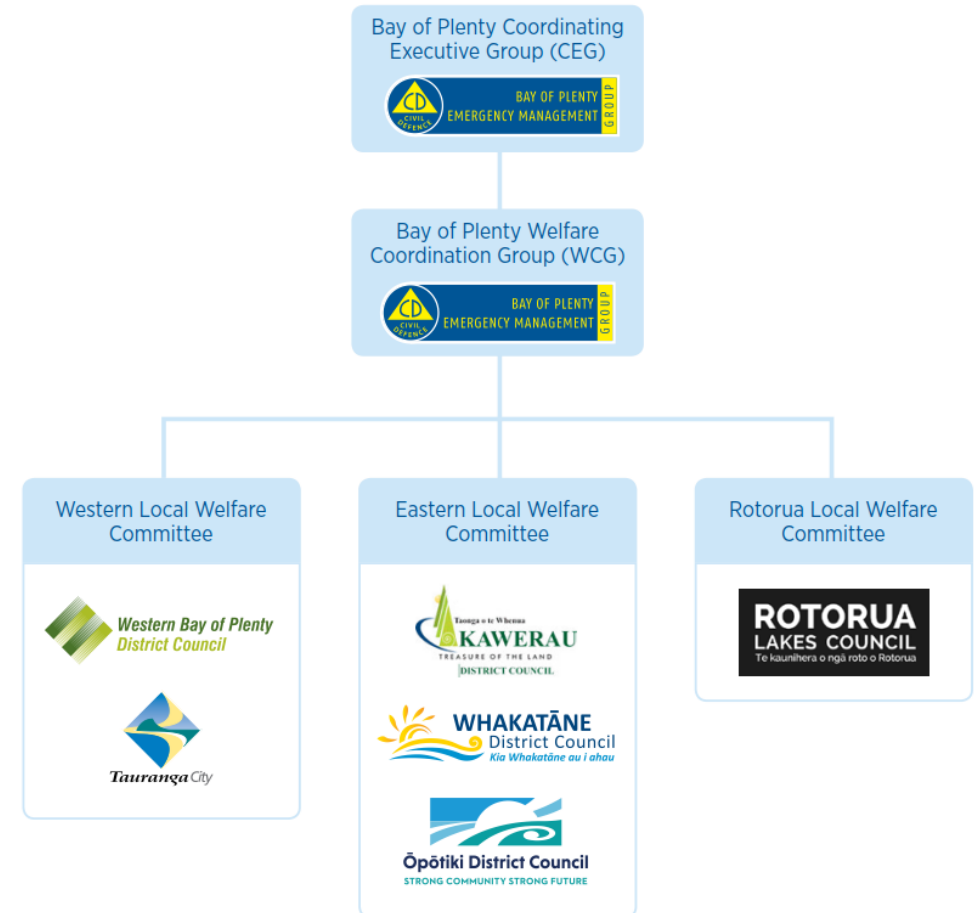 Bay of Plenty Coordinating
Executive Group (CEG)
CD
CIVIL
DEFENCE
BAY OF PLENTY
EMERGENCY MANAGEMENT
GROUP
Bay of Plenty Welfare
Coordination Group (WCG)
CD
CIVIL
DEFENCE
BAY OF PLENTY
EMERGENCY MANAGEMENT
GROUP
Western Local Welfare
Committee
Western Bay of Plenty
District Council
Tauranga City
Eastern Local Welfare
Committee
Taonga o te Whenua
KAWERAU
TREASURE OF THE LAND
DISTRICT COUNCIL
WHAKATĀNE
District Council
Kia Whakatāne au i ahau
Ōpōtiki District Council
STRONG COMMUNITY STRONG FUTURE
Rotorua Local Welfare
Committee
ROTORUA
LAKES COUNCIL
Te kaunihera o ngā roto o Rotorua